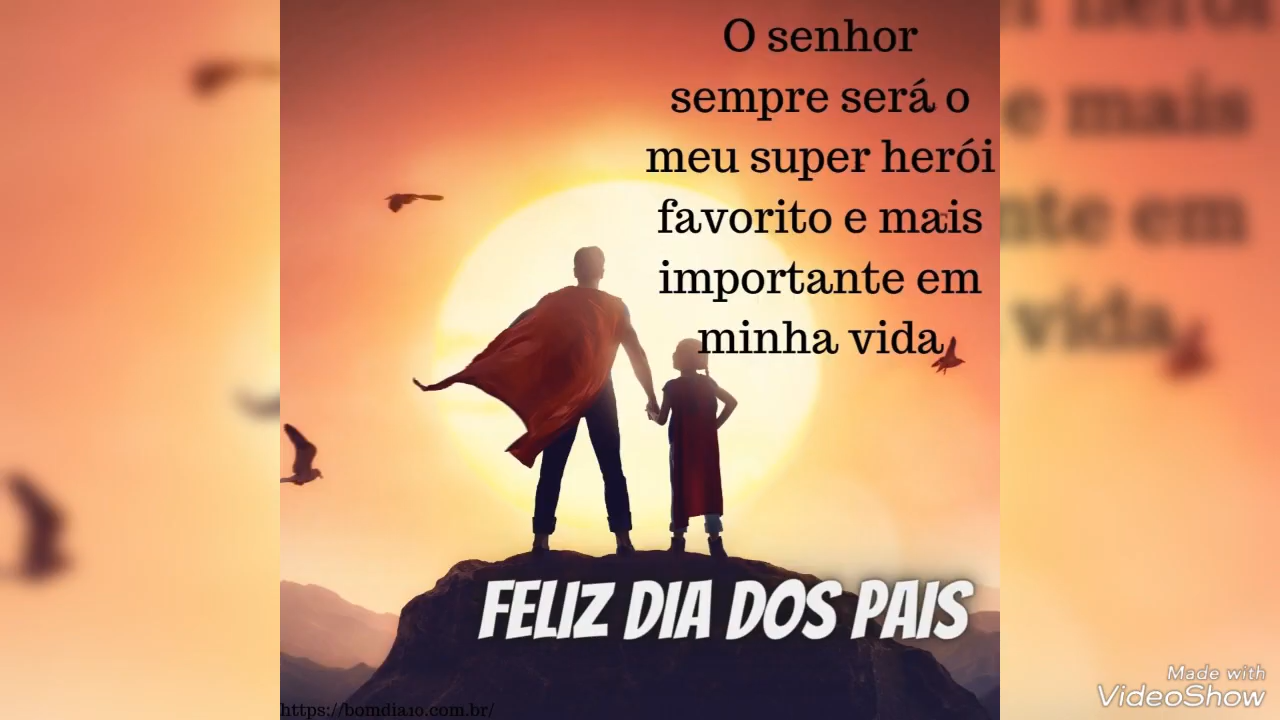 O senhor
sempre será o
meu super herói
favorito e mais
importante em
minha vida
FELIZ DIA DOS PAIS
https://bomdia10.com.br/
Made with
VideoShow